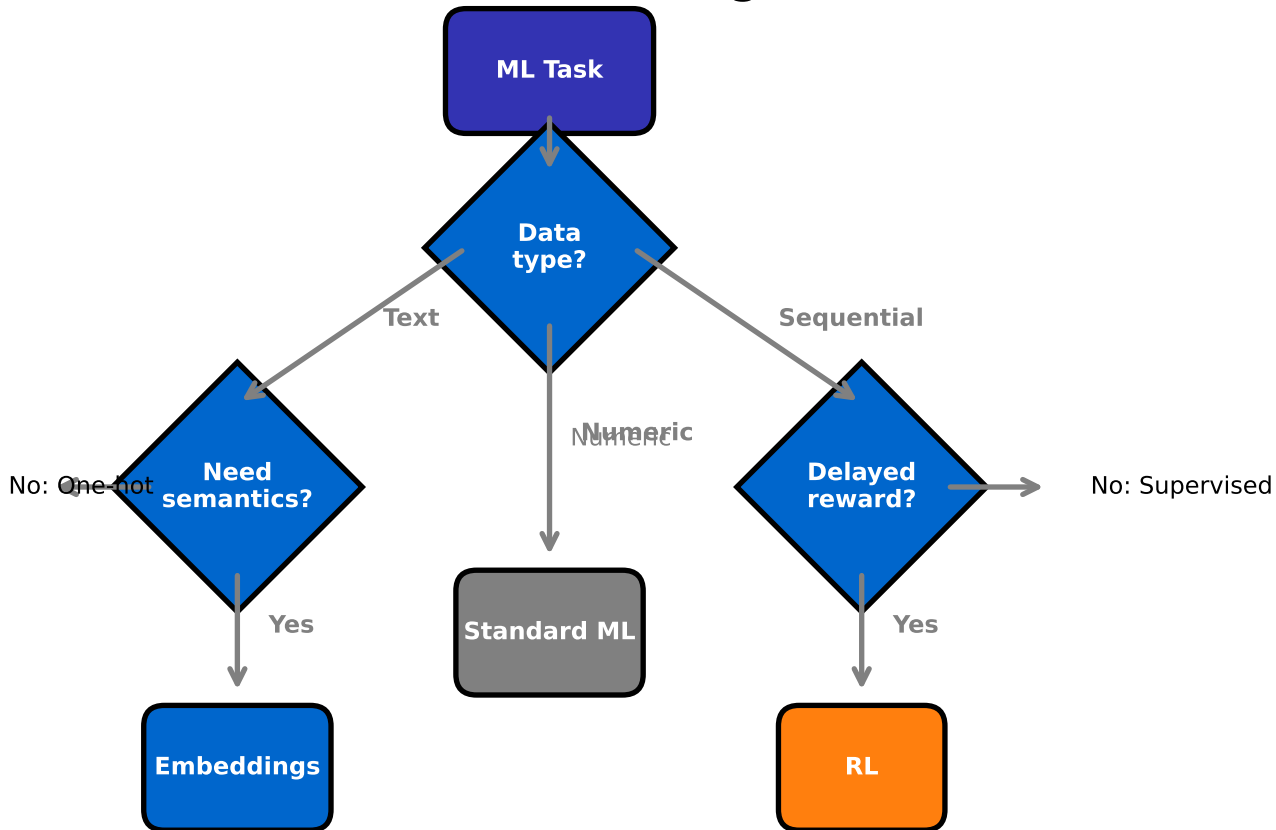 ML Task
Data
type?
Text
Sequential
Numeric
Numeric
No: One-hot
Need
semantics?
Delayed
reward?
No: Supervised
Yes
Standard ML
Yes
Embeddings
RL